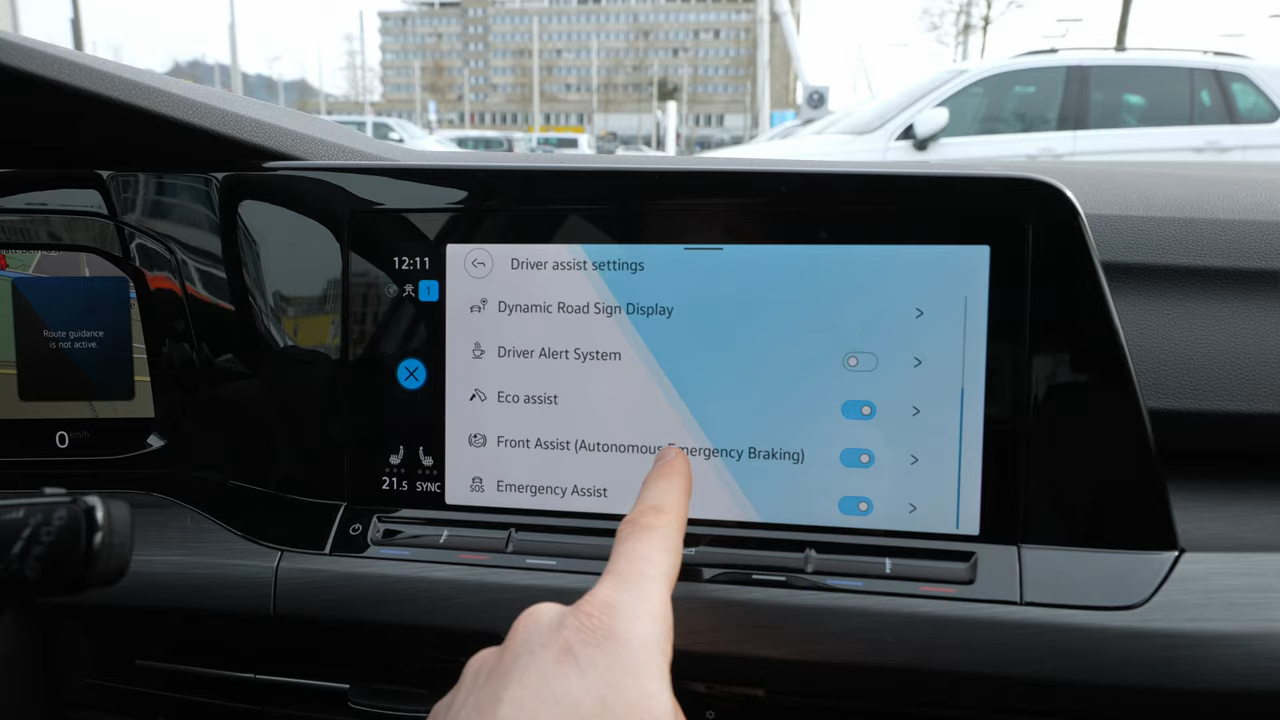 12:11
1
Driver assist settings
Dynamic Road Sign Display
Driver Alert System
Eco assist
Front Assist (Autonomous Emergency Braking)
SOS
Emergency Assist
21.5
SYNC
Route guidance
is not active.
0 km/h